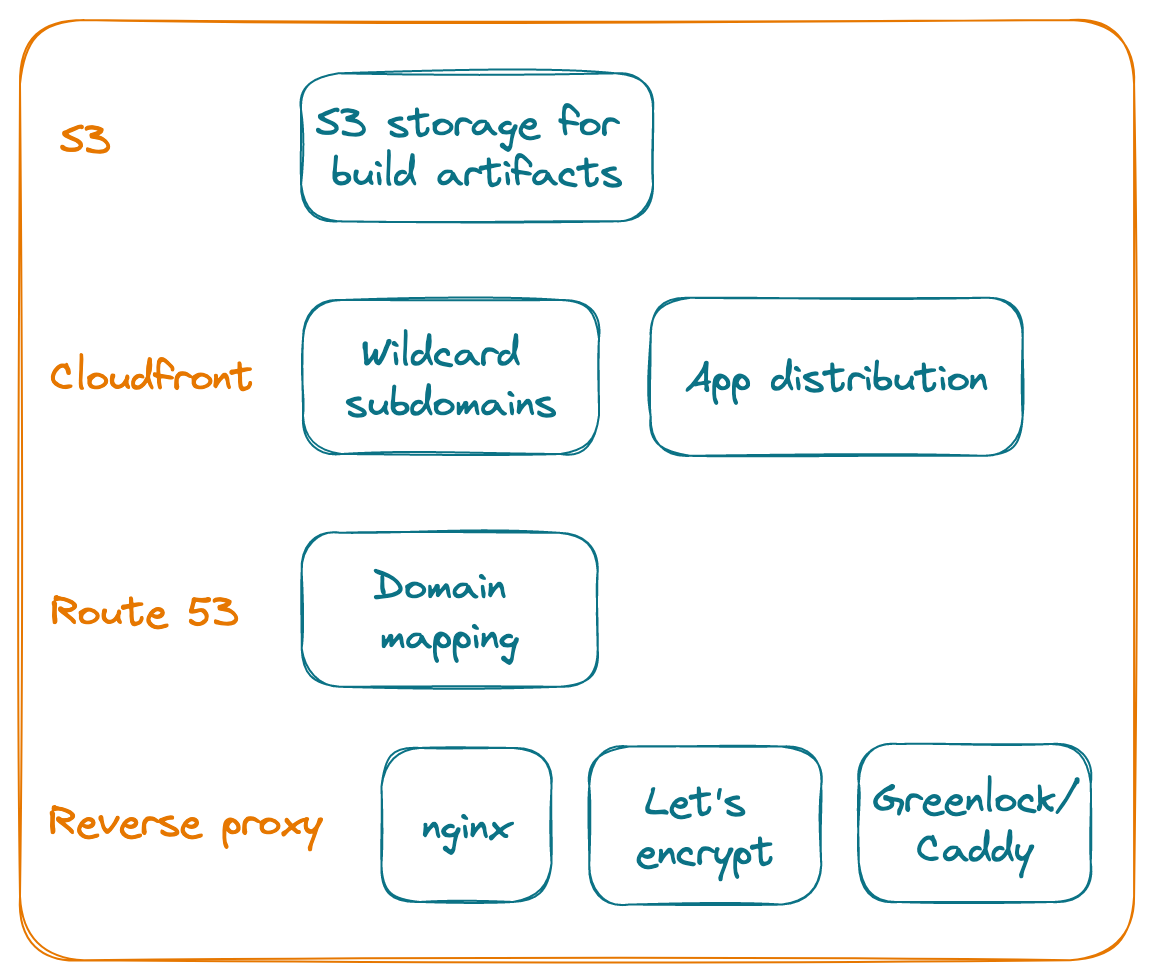 S3
S3 storage for
build artifacts
Cloudfront
Wildcard
subdomains
App distribution
Route 53
Domain
mapping
Reverse proxy
nginx
Let's
encrypt
Greenlock/
Caddy